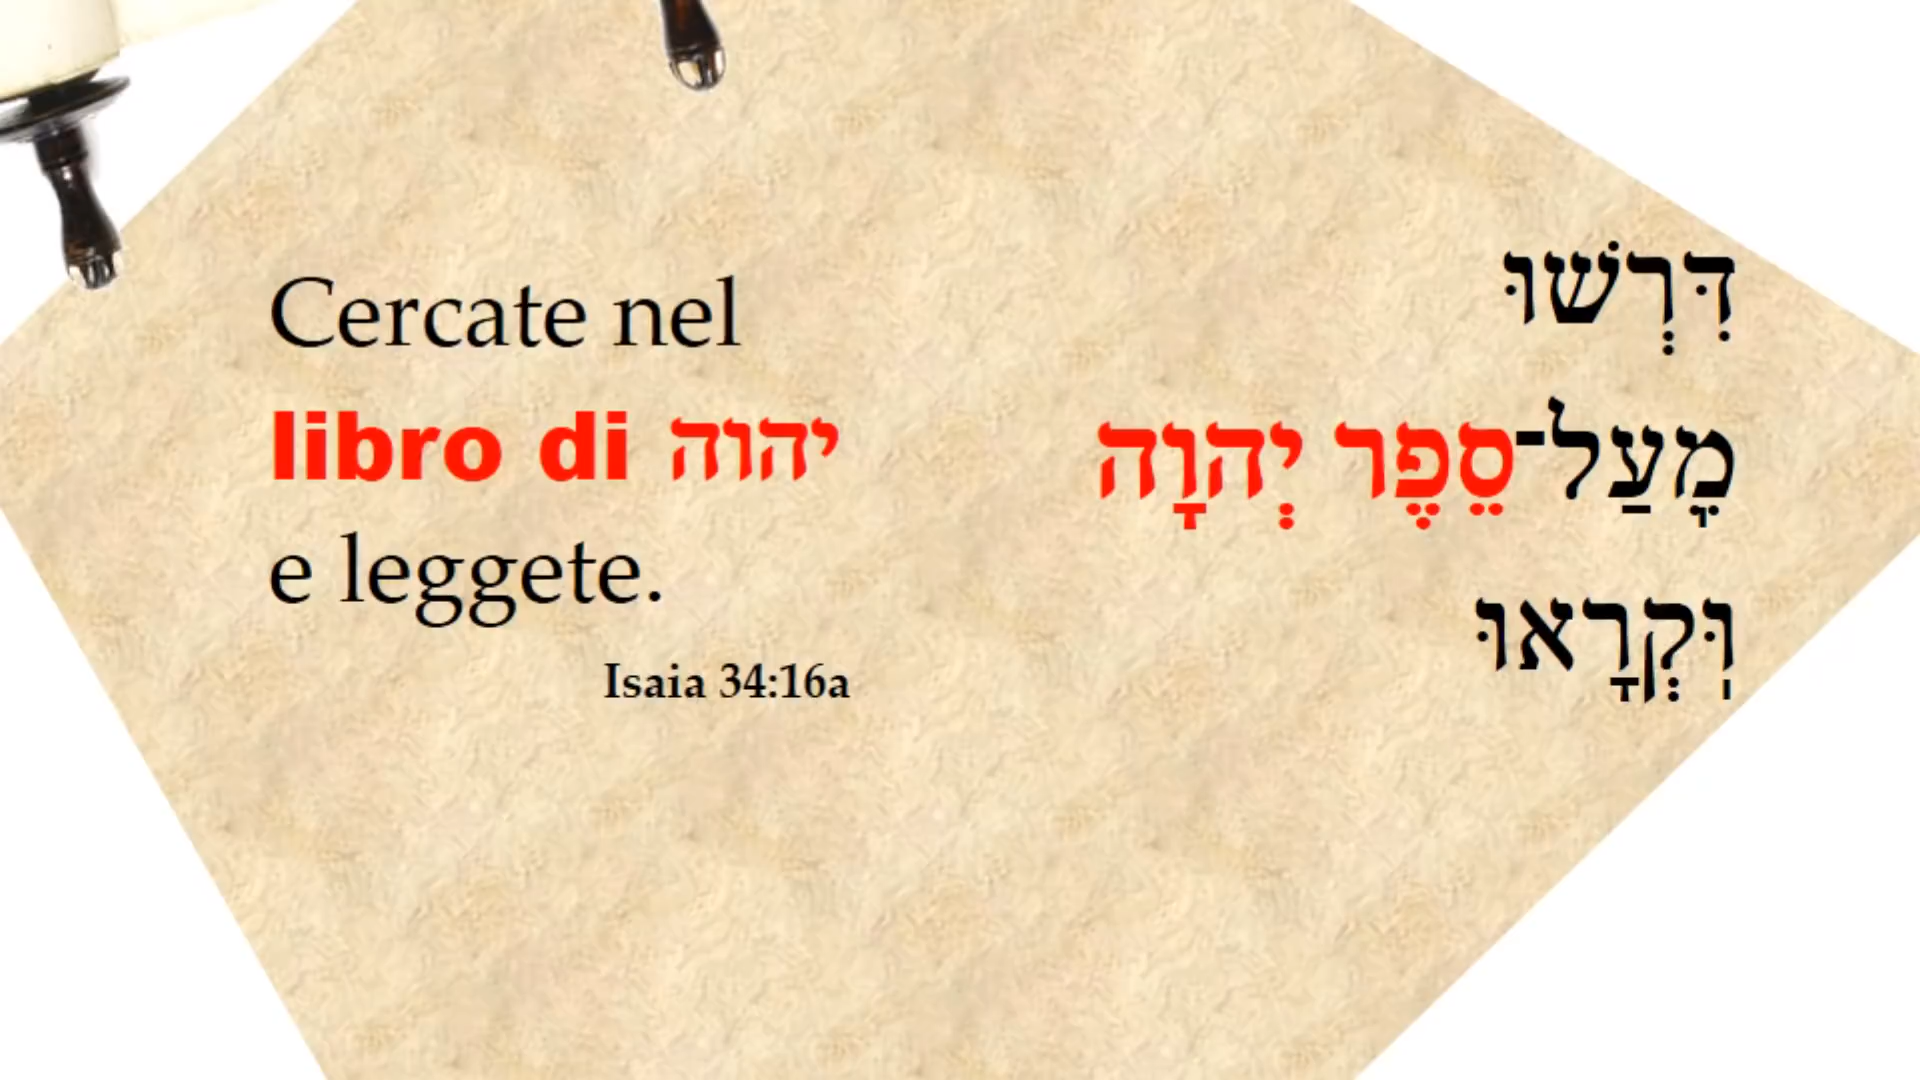 Cercate nel
libro di יהוה
e leggete.
Isaia 34:16a
דִּרְשׁוּ
מֵֽעַל־סֵפֶר יְהוָה
וּֽקְרָאוּ